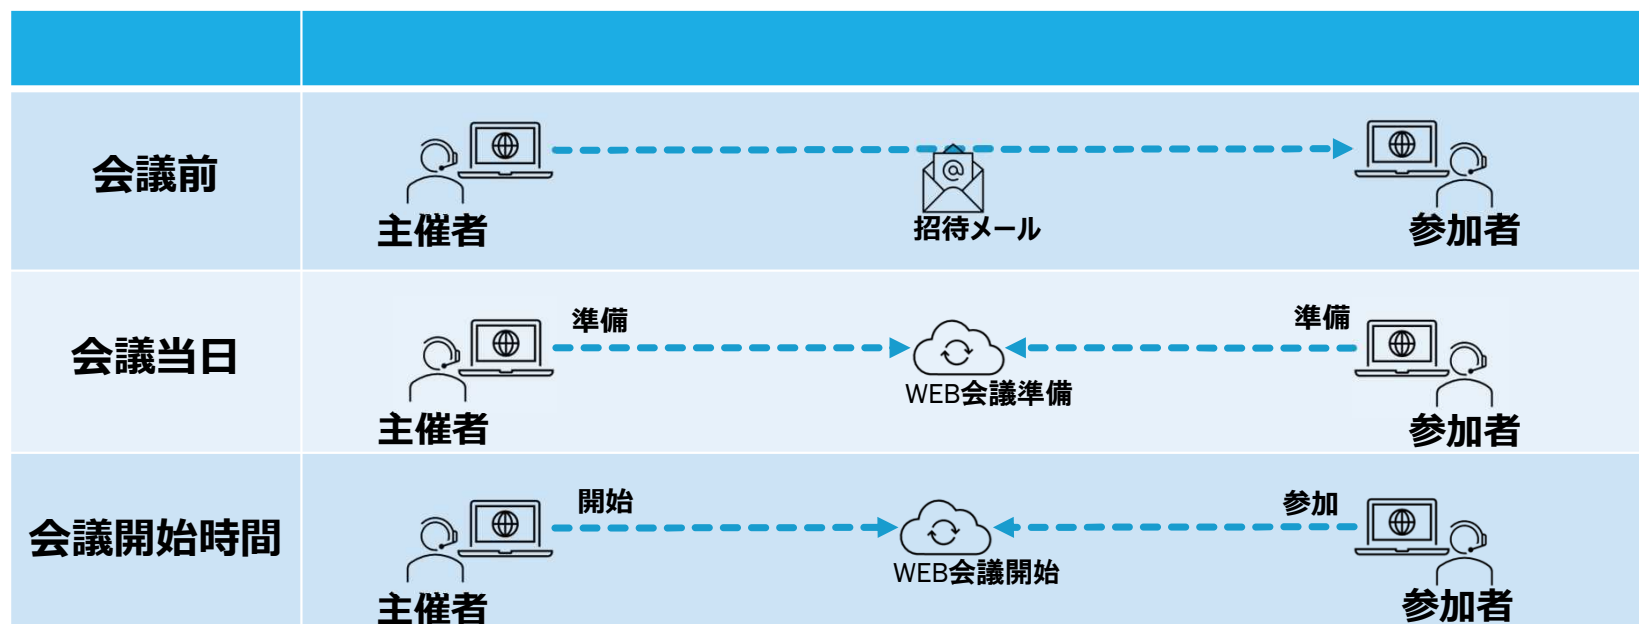 会議前
主催者
@
招待メール
参加者
会議当日
準備
準備
主催者
WEB会議準備
参加者
会議開始時間
開始
参加
主催者
WEB会議開始
参加者